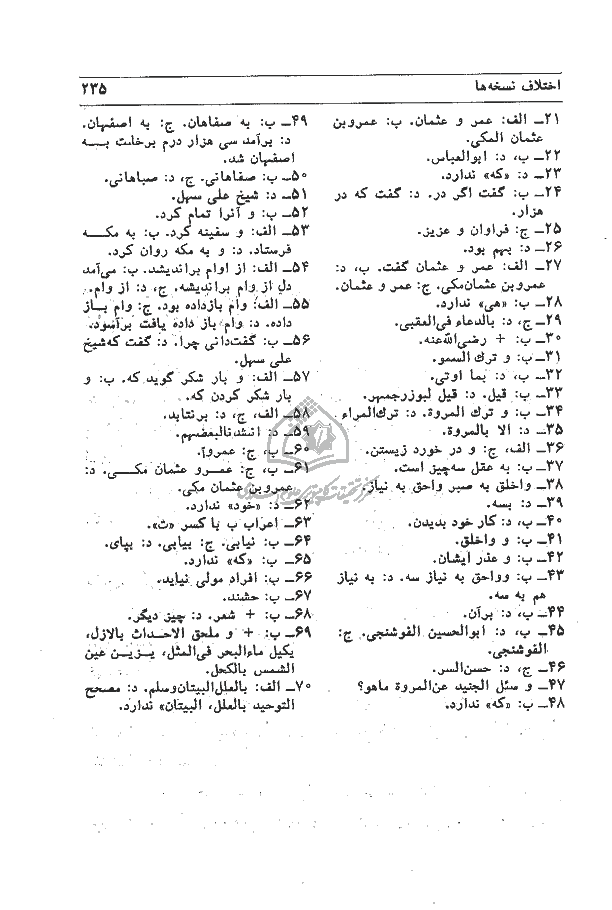 اختلاف نسخه‌ها
۲۳۵
۲۱ــ الف: عمر و عثمان. ب: عمروبن
عثمان المکی.
۲۲ــ ب، د: ابوالعباس.
۲۳ــ د: «که» ندارد.
۲۴ــ ب: گفت اگر در. د: گفت که در
هزار.
۲۵ــ ج: فراوان و عزیز.
۲۶ــ د: بهم بود.
۲۷ــ الف: عمر و عثمان گفت. ب، د:
عمروبن عثمان‌مکی. ج: عمر و عثمان.
۲۸ــ ب: «هی» ندارد.
۲۹ــ ج، د: بالدعاء فی‌العقبی.
۳۰ــ ب: + رضی‌الله‌عنه.
۳۱ــ ب: و ترك السمو.
۳۲ــ ب، د: بما اوتی.
۳۳ــ ب: قیل. د: قیل لبوزرجمهر.
۳۴ــ ب: و ترك المروة. د: ترك‌المراء.
۳۵ــ د: الا بالمروة.
۳۶ــ الف، ج: و در خورد زیستن.
۳۷ــ ب: به عقل سه‌چیز است.
۳۸ــ واخلق به صبر واحق به نیاز.
۳۹ــ د: بسه.
۴۰ــ ب، د: کار خود بدیدن.
۴۱ــ ب: و واخلق.
۴۲ــ ب: و عذر ایشان.
۴۳ــ ب: وواحق به نیاز سه. د: به نیاز
هم به سه.
۴۴ــ ب، د: برآن.
۴۵ــ ب، د: ابوالحسین الفوشنجی. ج:
الفوشنجی.
۴۶ــ ج، د: حسن‌السر.
۴۷ــ و سئل الجنید عن‌المروة ماهو؟
۴۸ــ ب: «که» ندارد.
۴۹ــ ب: به صفاهان. ج: به اصفهان.
د: برآمد سی هزار درم برخاست بــه
اصفهان شد.
۵۰ــ ب: صفاهانی. ج، د: صباهانی.
۵۱ــ د: شیخ علی سهل.
۵۲ــ ب: و آنرا تمام کرد.
۵۳ــ الف: و سفینه کرد. ب: به مکــه
فرستاد. د: و به مکه روان کرد.
۵۴ــ الف: از اوام براندیشد. ب: می‌آمد
دل از وام براندیشه. ج، د: از وام.
۵۵ــ الف: وام بازداده بود. ج: وام بــاز
داده. د: وام باز داده یافت برآسود.
۵۶ــ ب: گفت‌دانی چرا. د: گفت که‌شیخ
علی سهل.
۵۷ــ الف: و بار شکر گوید که. ب: و
بار شکر کردن که.
۵۸ــ الف، ج، د: برنتابد.
۵۹ــ د: انشدنالبعضهم.
۶۰ــ ب، ج: عمرو.
۶۱ــ ب، ج: عمــرو عثمان مکــی. د:
عمروبن عثمان مکی.
۶۲ــ د: «خود» ندارد.
۶۳ــ اعراب ب با کسر «ث».
۶۴ــ ب: نیابی. ج: بیابی. د: بپای.
۶۵ــ ب: «که» ندارد.
۶۶ــ ب: افراد مولی نیاید.
۶۷ــ ب: حشند.
۶۸ــ ب: + شعر. د: چیز دیگر.
۶۹ــ ب: + و ملحق الاحــداث بالازل،
یکیل ماءالبحر فی‌المثل، یــزیــن عین
الشمس بالکحل.
۷۰ــ الف: بالعلل‌البیتان‌وسلم. د: مصحح
التوحید بالعلل، البیتان» ندارد.